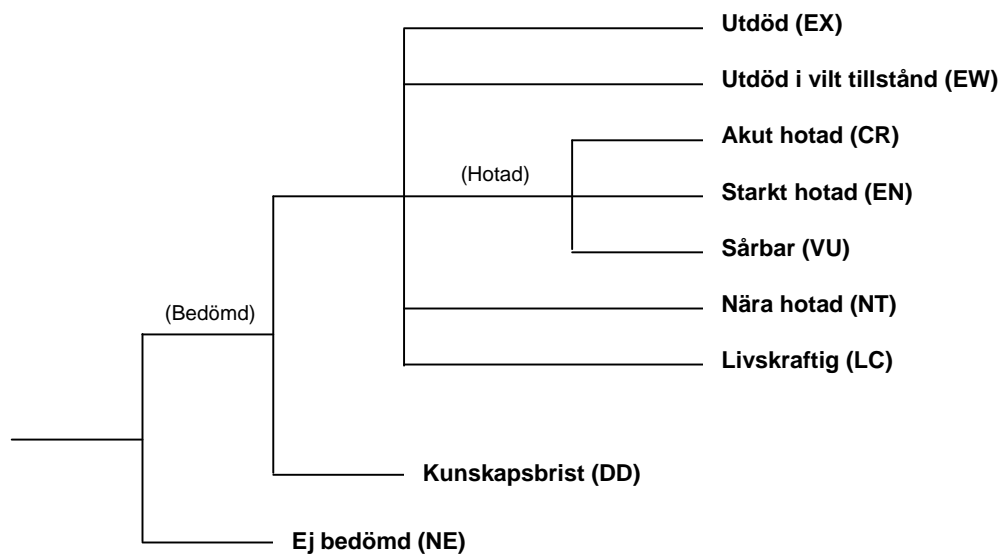 Utdöd (EX)
Utdöd i vilt tillstånd (EW)
Akut hotad (CR)
(Hotad)
Starkt hotad (EN)
Sårbar (VU)
Nära hotad (NT)
(Bedömd)
Livskraftig (LC)
Kunskapsbrist (DD)
Ej bedömd (NE)